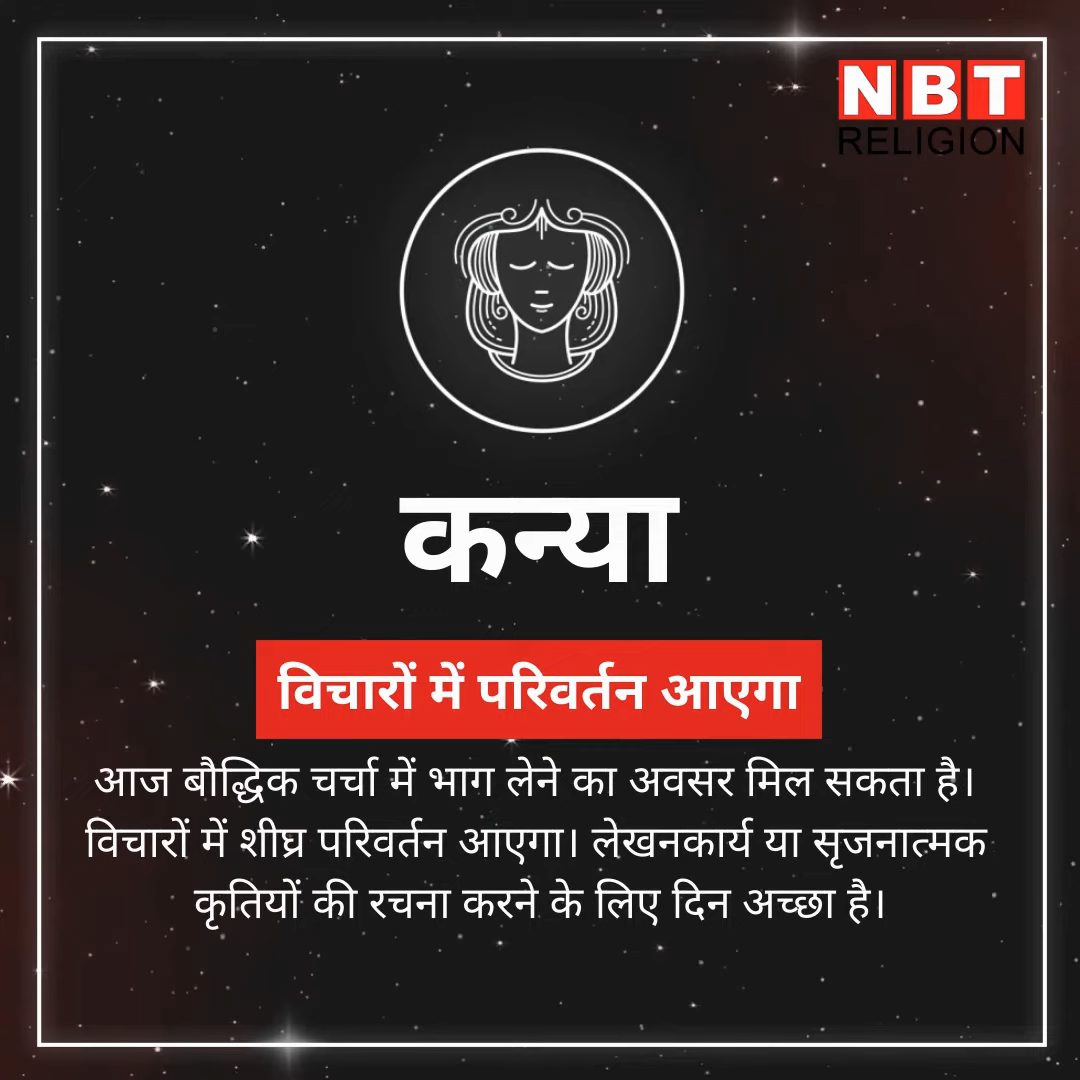 NBT
RELIGION
कन्या
विचारों में परिवर्तन आएगा
आज बौद्धिक चर्चा में भाग लेने का अवसर मिल सकता है।
विचारों में शीघ्र परिवर्तन आएगा। लेखनकार्य या सृजनात्मक
कृतियों की रचना करने के लिए दिन अच्छा है।